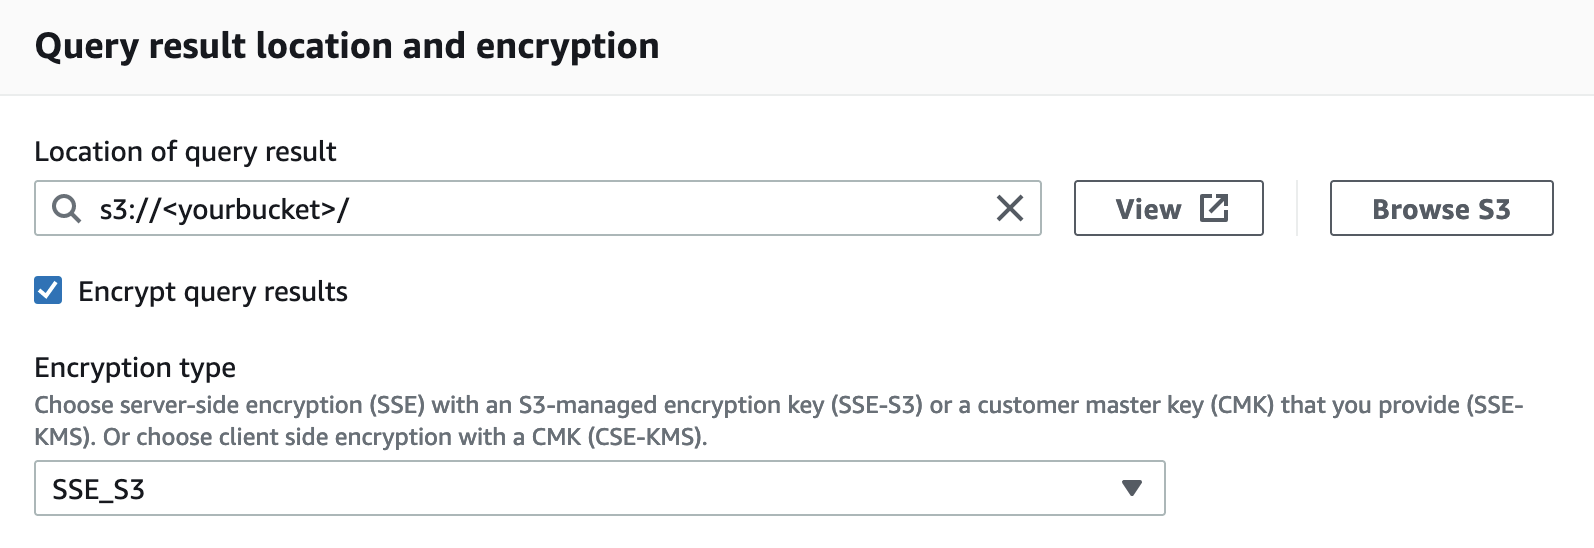 Query result location and encryption
Location of query result
s3://<yourbucket>/
View
Browse S3
Encrypt query results
Encryption type
Choose server-side encryption (SSE) with an S3-managed encryption key (SSE-S3) or a customer master key (CMK) that you provide (SSE-
KMS). Or choose client side encryption with a CMK (CSE-KMS).
SSE_S3